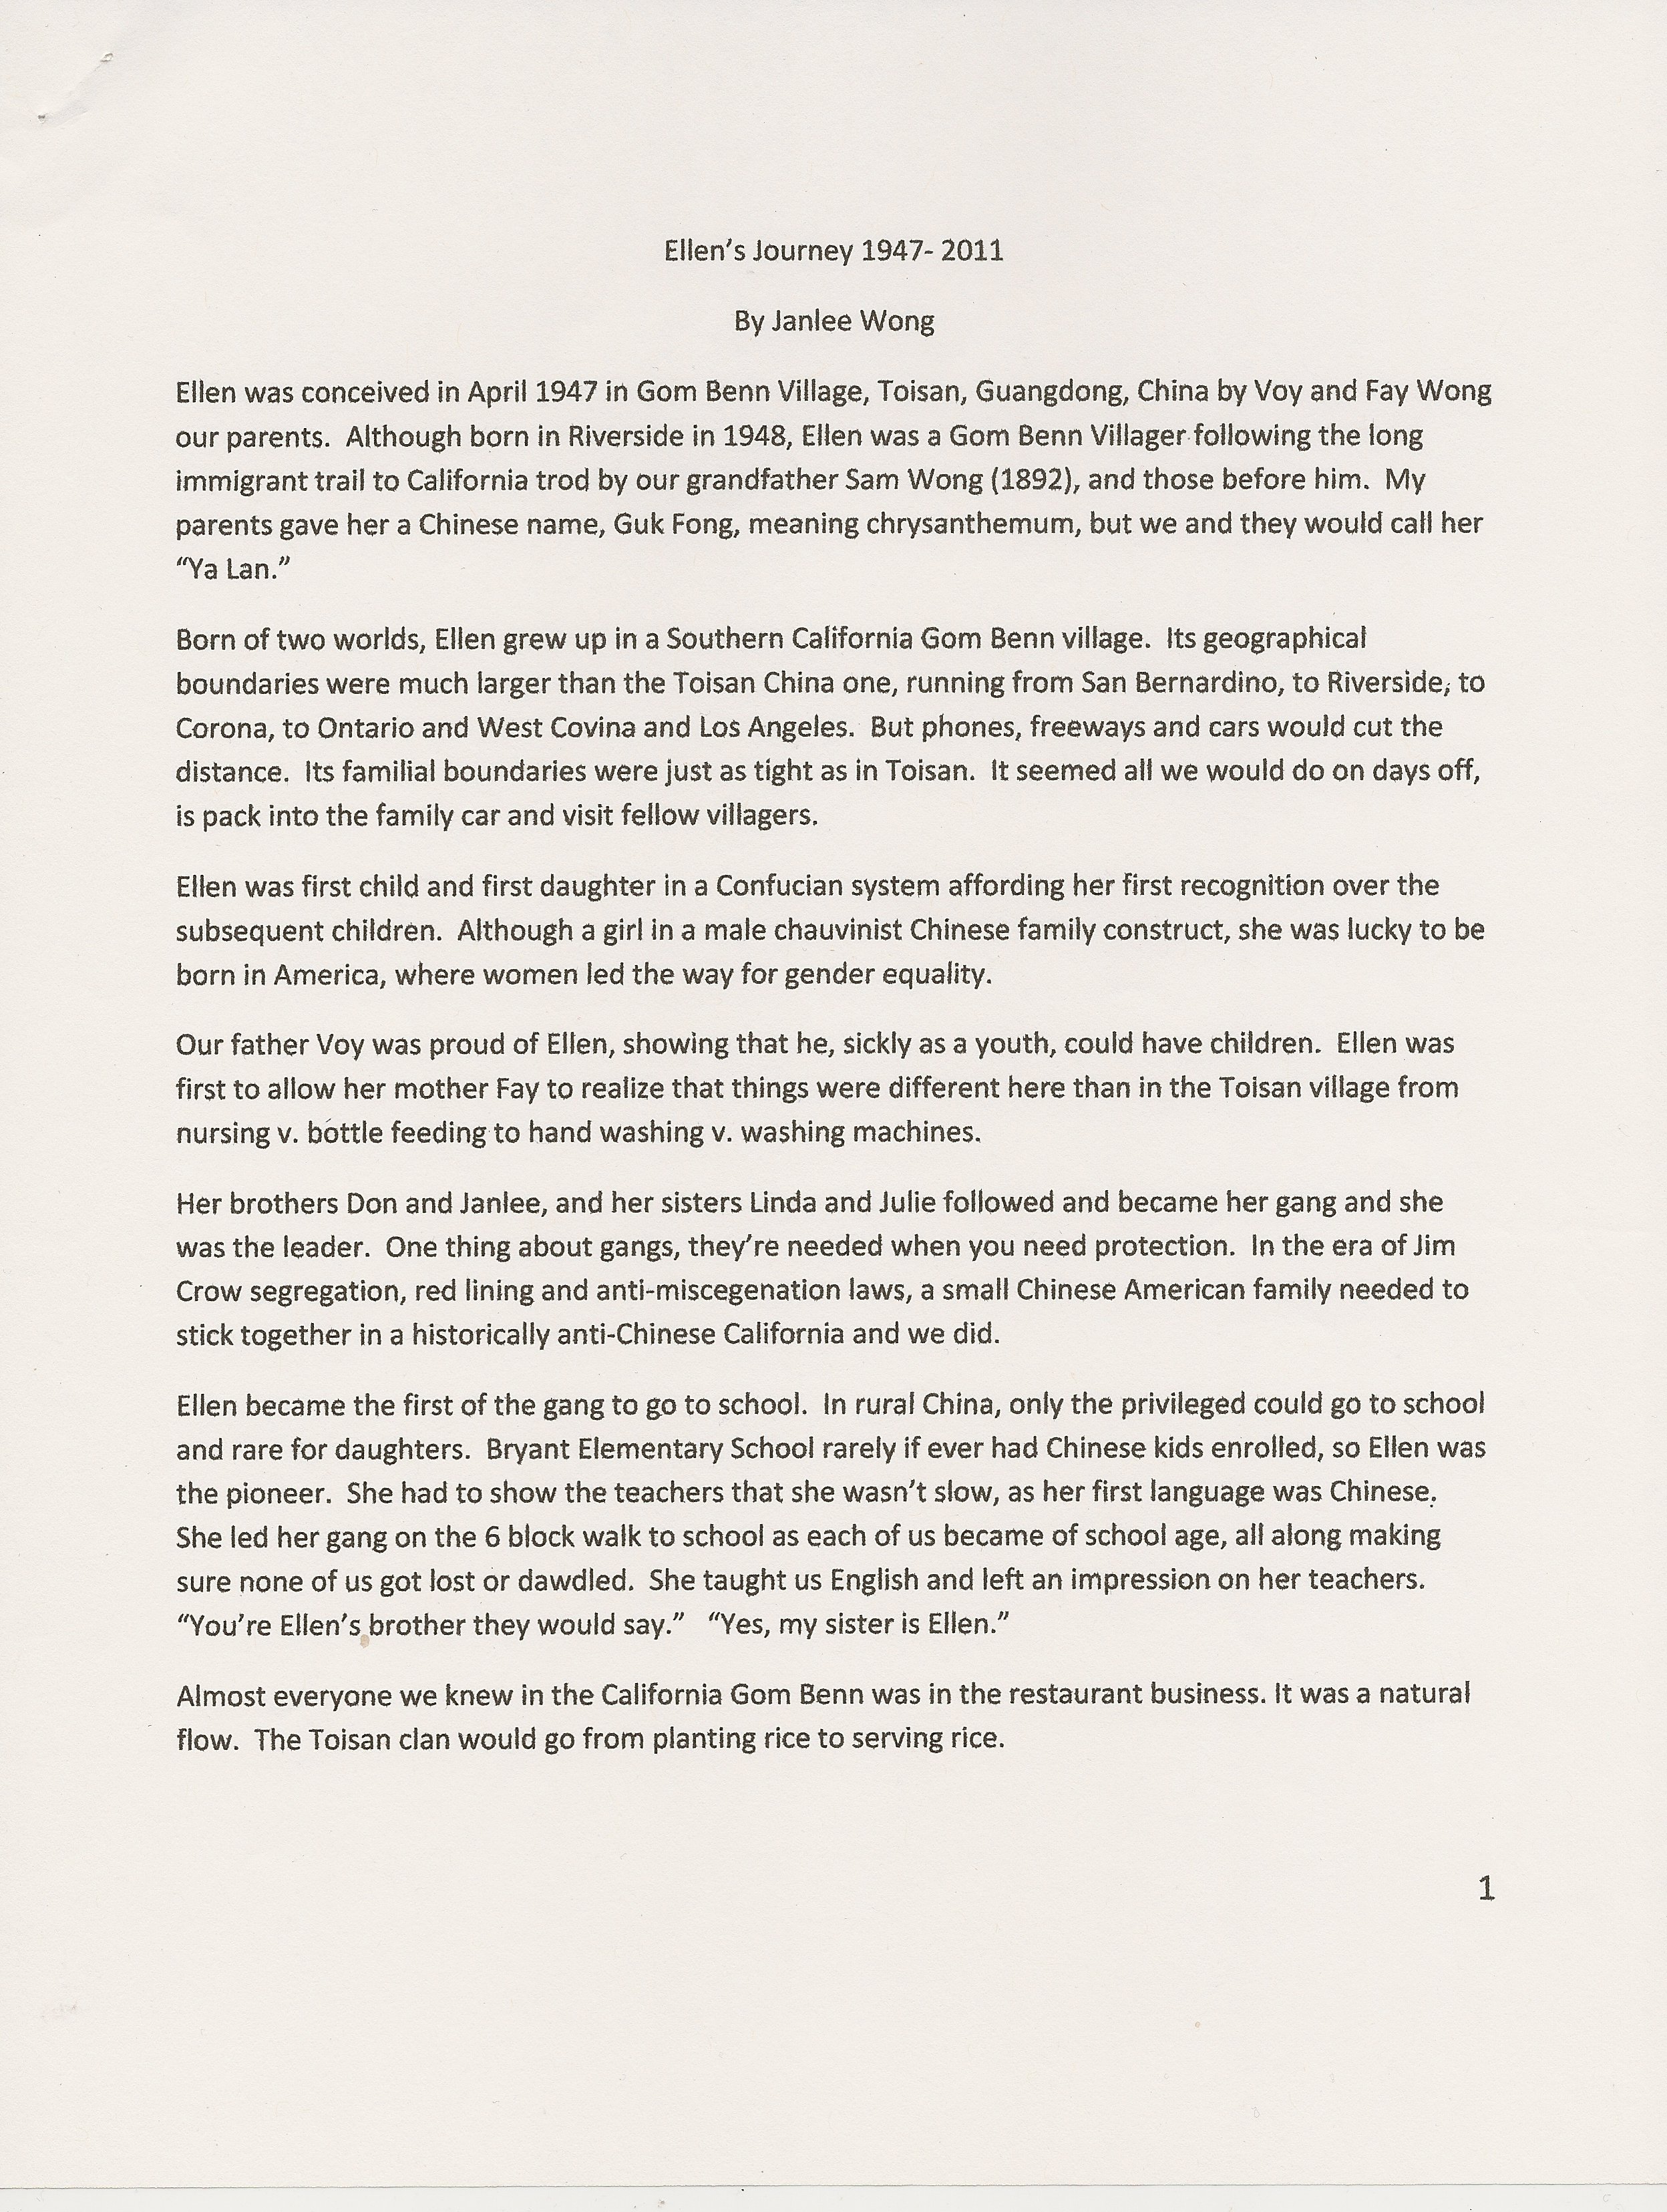 Ellen's Journey 1947- 2011
By Janlee Wong
Ellen was conceived in April 1947 in Gom Benn Village, Toisan, Guangdong, China by Voy and Fay Wong
our parents.  Although born in Riverside in 1948, Ellen was a Gom Benn Villager following the long
immigrant trail to California trod by our grandfather Sam Wong (1892), and those before him.  My
parents gave her a Chinese name, Guk Fong, meaning chrysanthemum, but we and they would call her
“Ya Lan.”
Born of two worlds, Ellen grew up in a Southern California Gom Benn village.  Its geographical
boundaries were much larger than the Toisan China one, running from San Bernardino, to Riverside, to
Corona, to Ontario and West Covina and Los Angeles.  But phones, freeways and cars would cut the
distance.  Its familial boundaries were just as tight as in Toisan.  It seemed all we would do on days off,
is pack into the family car and visit fellow villagers.
Ellen was first child and first daughter in a Confucian system affording her first recognition over the
subsequent children.  Although a girl in a male chauvinist Chinese family construct, she was lucky to be
born in America, where women led the way for gender equality.
Our father Voy was proud of Ellen, showing that he, sickly as a youth, could have children.  Ellen was
first to allow her mother Fay to realize that things were different here than in the Toisan village from
nursing v. bottle feeding to hand washing v. washing machines.
Her brothers Don and Janlee, and her sisters Linda and Julie followed and became her gang and she
was the leader.  One thing about gangs, they're needed when you need protection.  In the era of Jim
Crow segregation, red lining and anti-miscegenation laws, a small Chinese American family needed to
stick together in a historically anti-Chinese California and we did.
Ellen became the first of the gang to go to school.  In rural China, only the privileged could go to school
and rare for daughters.  Bryant Elementary School rarely if ever had Chinese kids enrolled, so Ellen was
the pioneer.  She had to show the teachers that she wasn't slow, as her first language was Chinese.
She led her gang on the 6 block walk to school as each of us became of school age, all along making
sure none of us got lost or dawdled.  She taught us English and left an impression on her teachers.
“You're Ellen's brother they would say.”   “Yes, my sister is Ellen.”
Almost everyone we knew in the California Gom Benn was in the restaurant business. It was a natural
flow.  The Toisan clan would go from planting rice to serving rice.
1